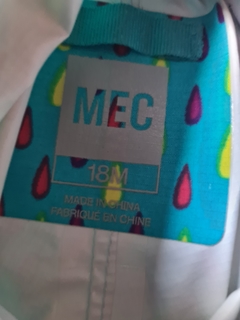 MEC
18M
MADE IN CHINA
FABRIQUÉ EN CHINE